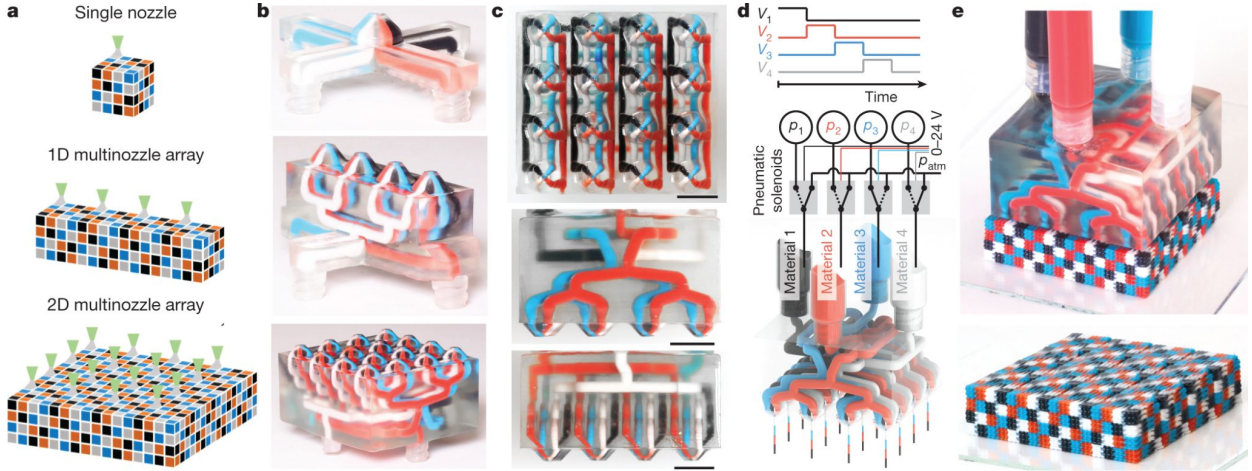 a
Single nozzle
1D multinozzle array
2D multinozzle array
b
c
d
V1
V2
V3
V4
Time
p1
p2
p3
p4
0–24 V
patm
Pneumatic
solenoids
Material 1
Material 2
Material 3
Material 4
e